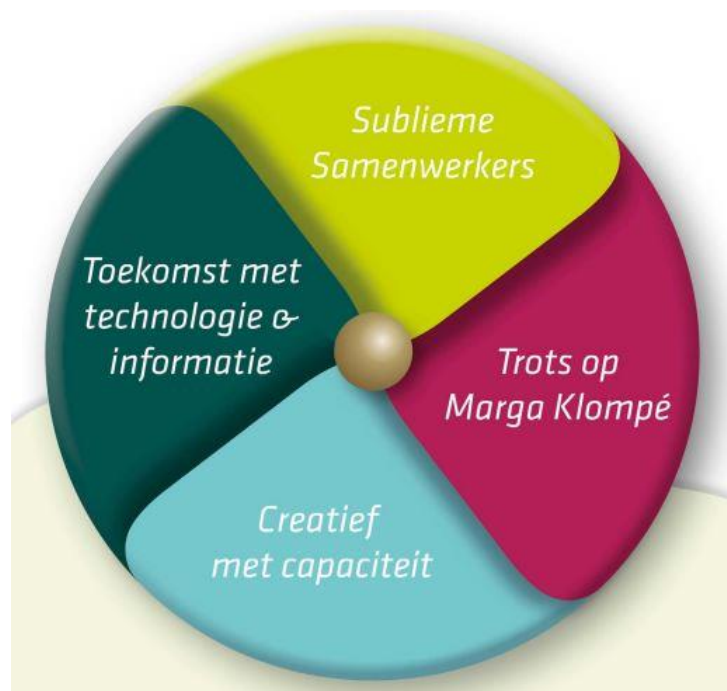 Sublieme
Samenwerkers
Toekomst met
technologie &
informatie
Trots op
Marga Klompé
Creatief
met capaciteit